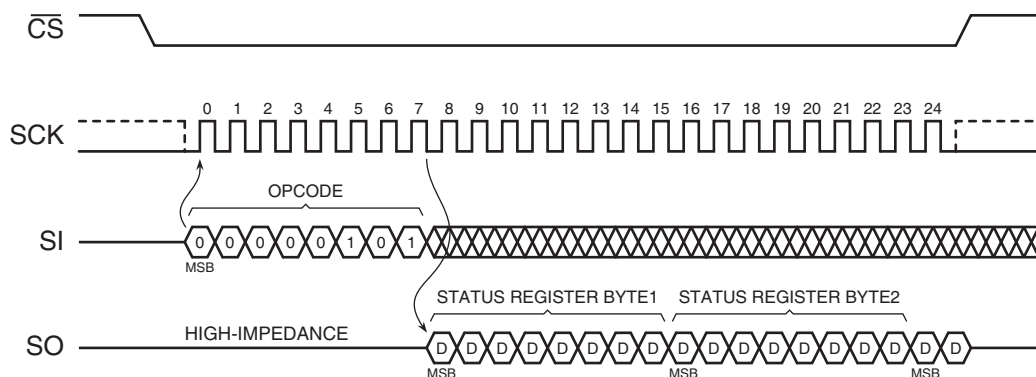 CS
0 1 2 3 4 5 6 7 8 9 10 11 12 13 14 15 16 17 18 19 20 21 22 23 24
SCK
OPCODE
SI
0 0 0 0 0 1 0 1
MSB
STATUS REGISTER BYTE1 STATUS REGISTER BYTE2
HIGH-IMPEDANCE
SO
D D D D D D D D D D D D D D D D D D
MSB MSB MSB